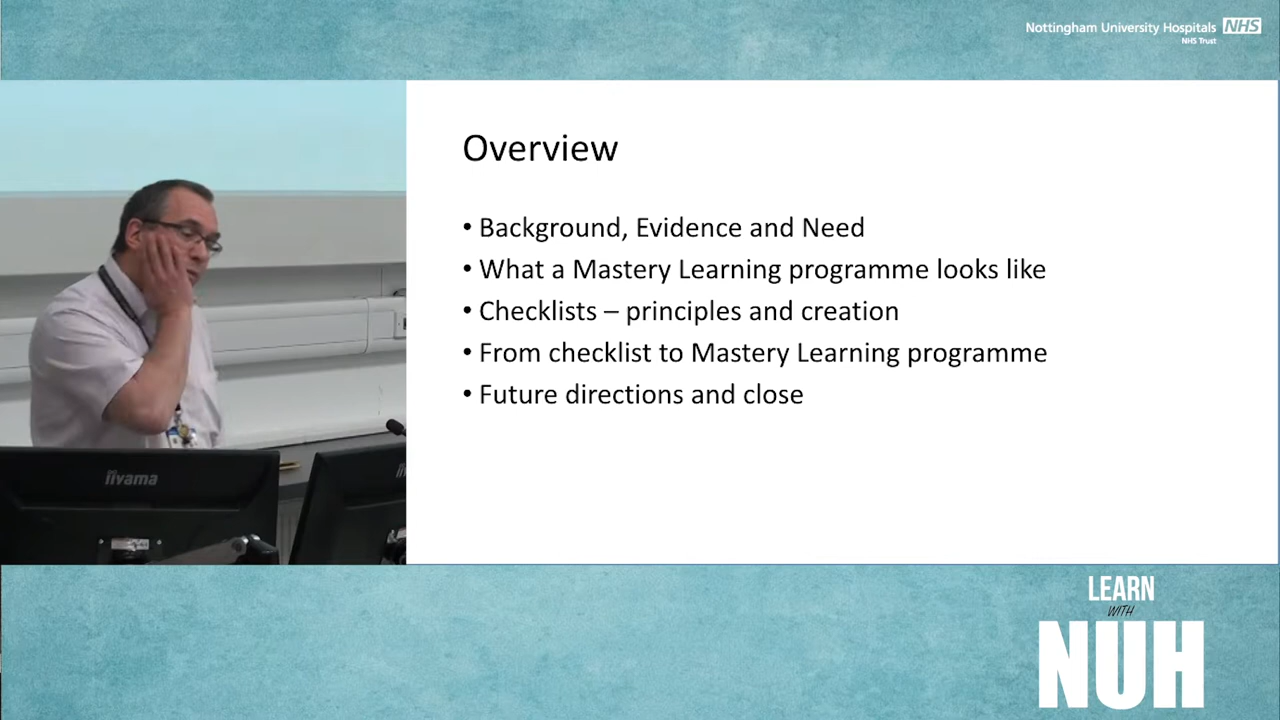 Nottingham University Hospitals NHS
NHS Trust
Overview
• Background, Evidence and Need
• What a Mastery Learning programme looks like
• Checklists – principles and creation
• From checklist to Mastery Learning programme
• Future directions and close
iiyama
LEARN
WITH
NUH